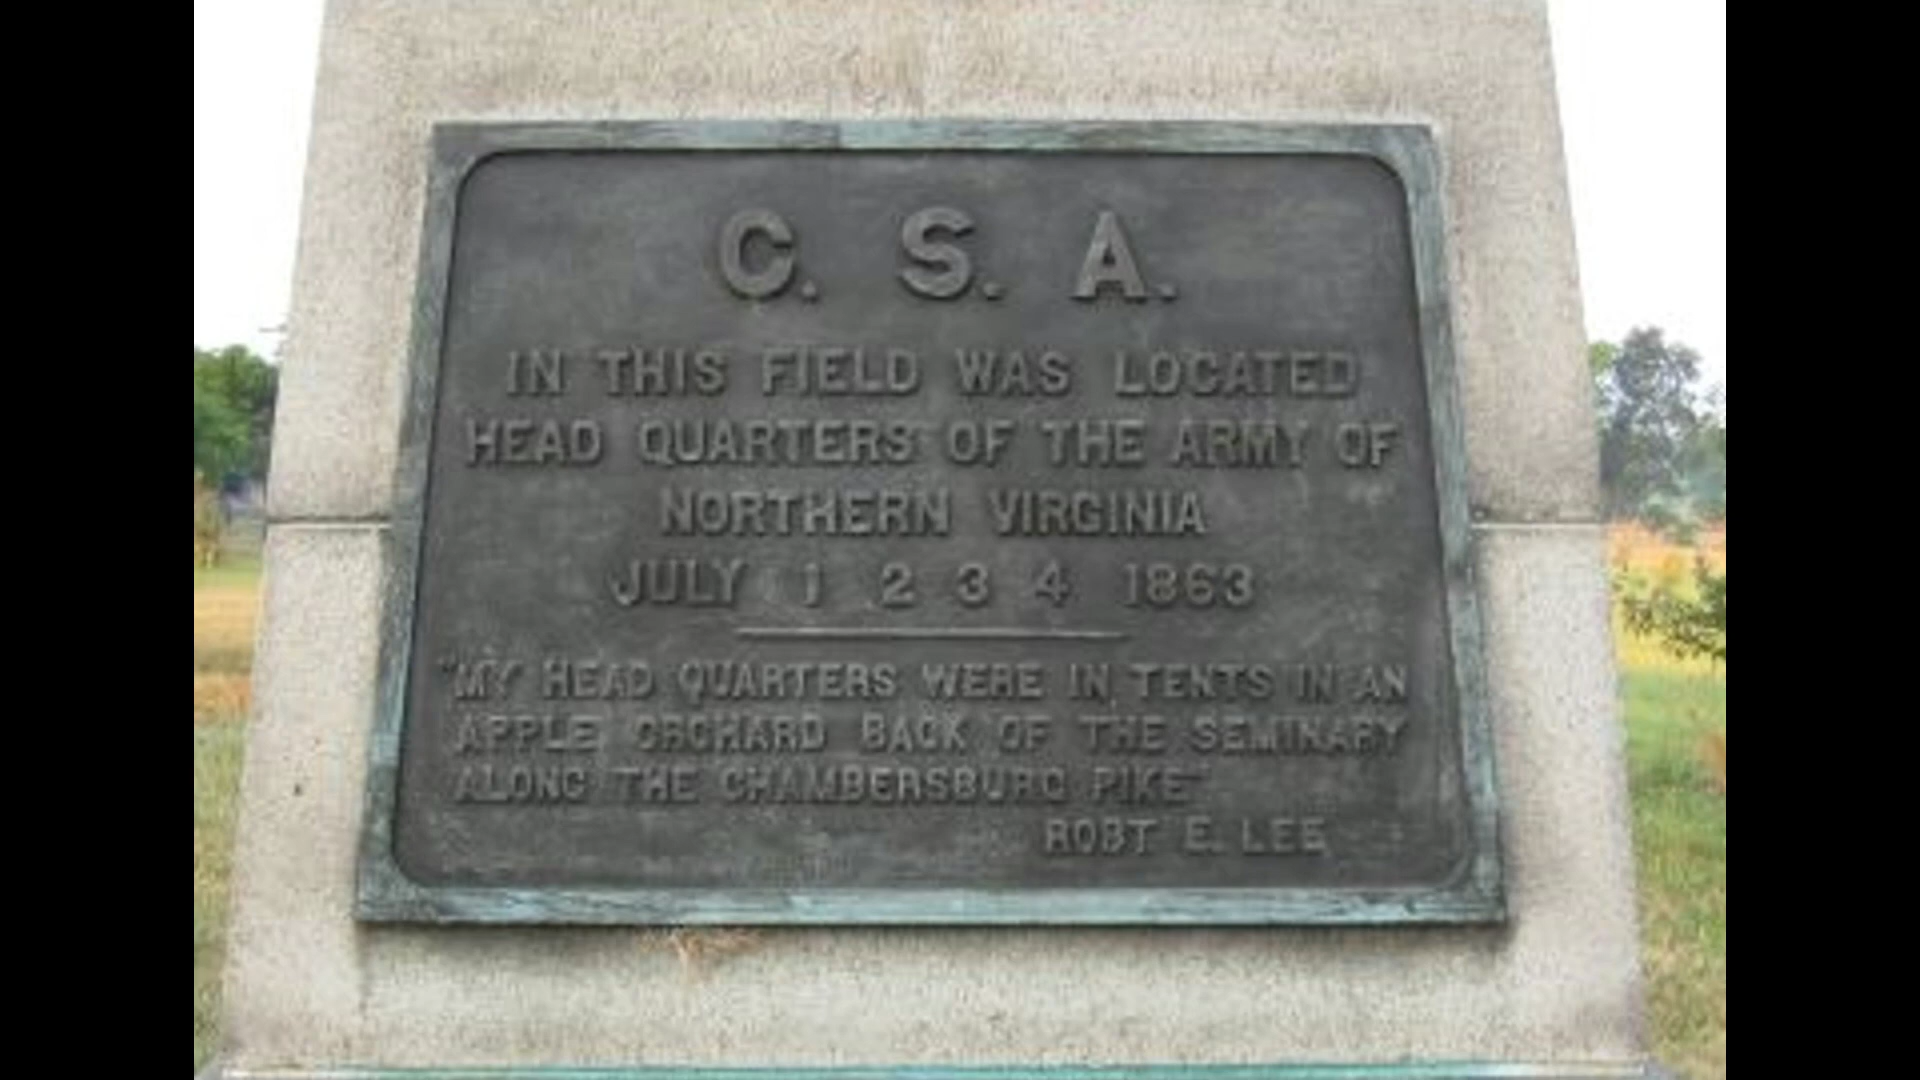 C. S. A.
IN THIS FIELD WAS LOCATED
HEAD QUARTERS OF THE ARMY OF
NORTHERN VIRGINIA
JULY 1 2 3 4 1863
"MY HEAD QUARTERS WERE IN TENTS IN AN
APPLE ORCHARD BACK OF THE SEMINARY
ALONG THE CHAMBERSBURG PIKE"
ROBT E. LEE